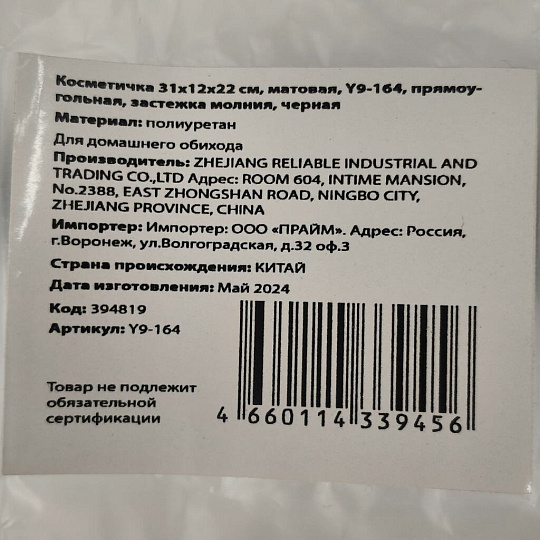 Косметичка 31х12х22 см, матовая, Y9-164, прямоу-
гольная, застежка молния, черная
Материал: полиуретан
Для домашнего обихода
Производитель: ZHEJIANG RELIABLE INDUSTRIAL AND
TRADING CO.,LTD Адрес: ROOM 604, INTIME MANSION,
No.2388, EAST ZHONGSHAN ROAD, NINGBO CITY,
ZHEJIANG PROVINCE, CHINA
Импортер: Импортер: ООО «ПРАЙМ». Адрес: Россия,
г.Воронеж, ул.Волгоградская, д.32 оф.3
Страна происхождения: КИТАЙ
Дата изготовления: Май 2024
Код: 394819
Артикул: Y9-164
Товар не подлежит
обязательной
сертификации
4 660114 339456